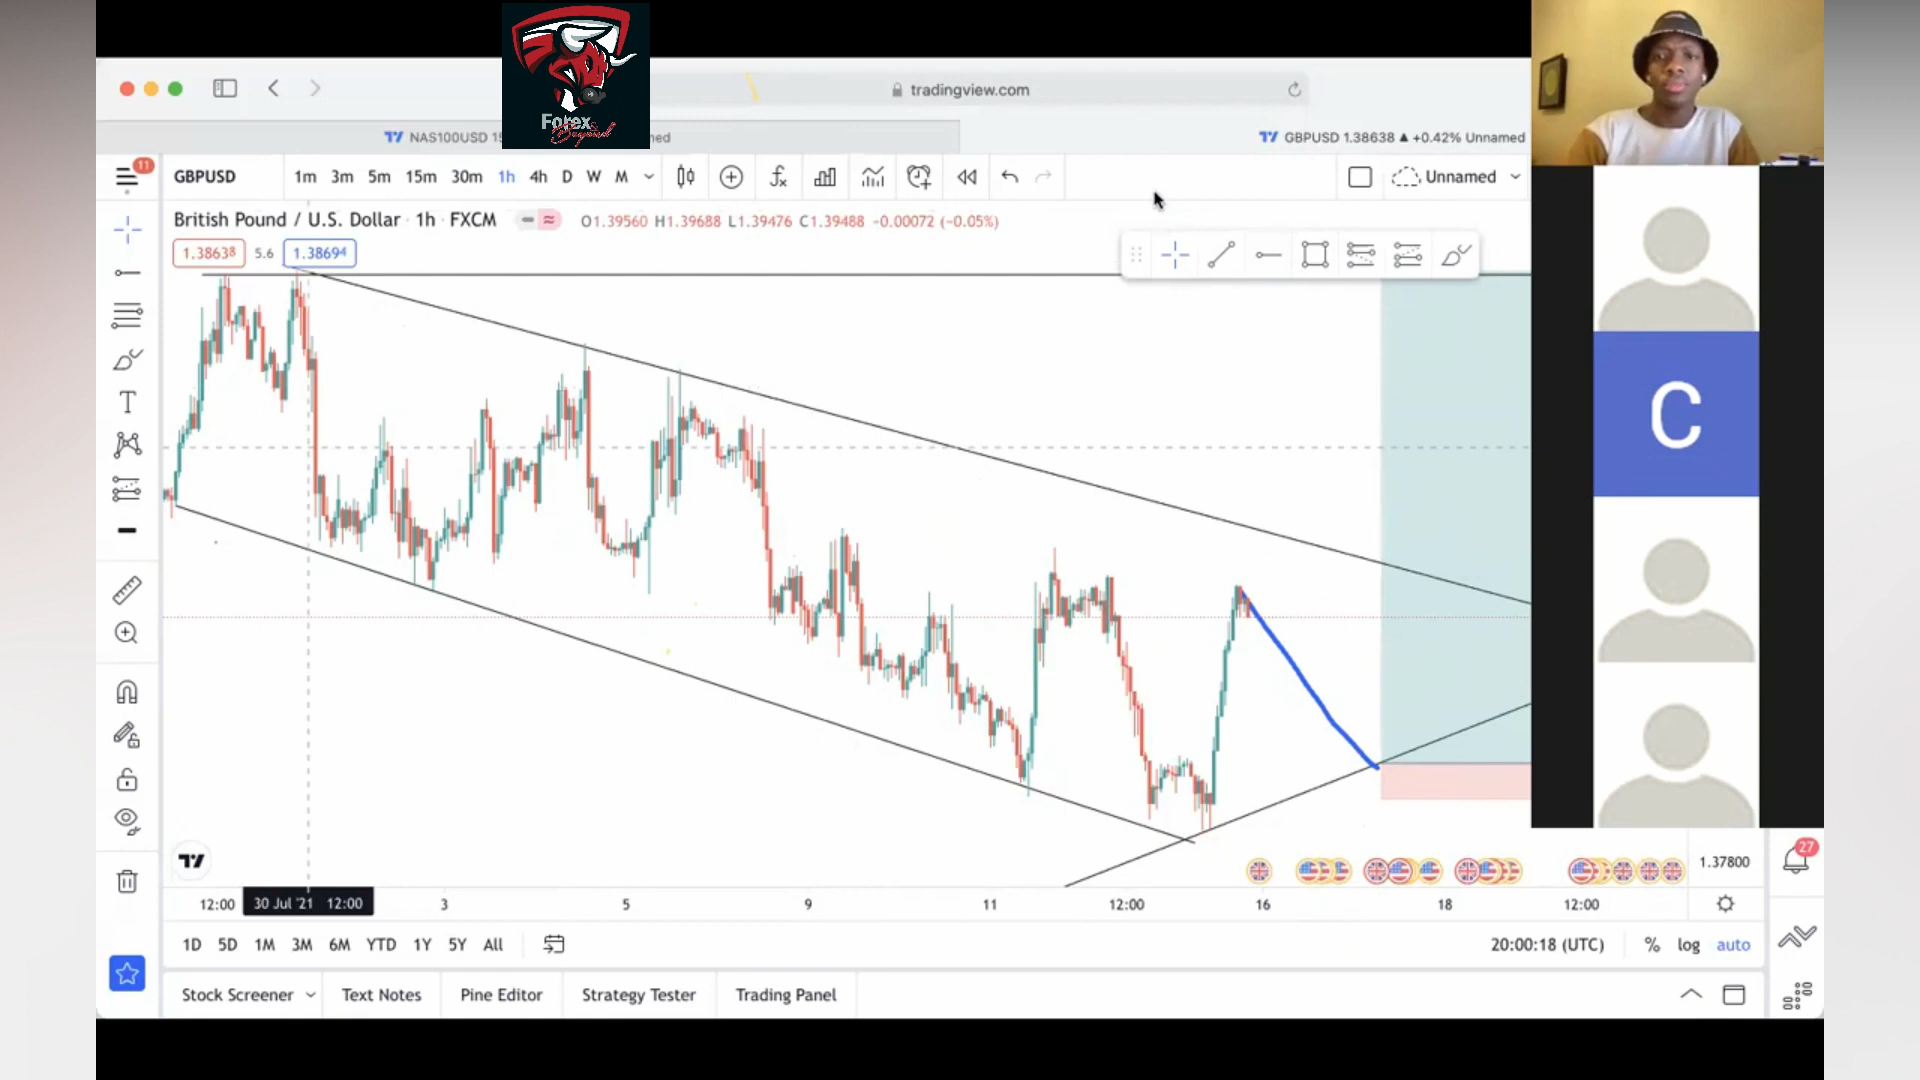 Forex &
Beyond
tradingview.com
NAS100USD
GBPUSD 1.38638 ▲ +0.42% Unnamed
11
GBPUSD
1m 3m 5m 15m 30m 1h 4h D W M
Unnamed
British Pound / U.S. Dollar · 1h · FXCM
O1.39560 H1.39688 L1.39476 C1.39488 -0.00072 (-0.05%)
1.38638 5.6 1.38694
C
1.37800
27
12:00 30 Jul '21 12:00 3 5 9 11 12:00 16 18 12:00
1D 5D 1M 3M 6M YTD 1Y 5Y All
20:00:18 (UTC) % log auto
Stock Screener Text Notes Pine Editor Strategy Tester Trading Panel